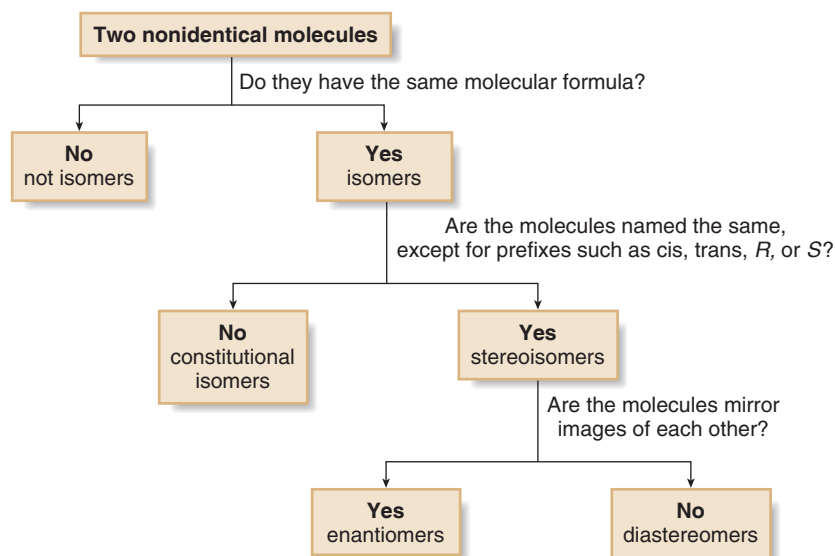 Two nonidentical molecules
Do they have the same molecular formula?
No
not isomers
Yes
isomers
Are the molecules named the same,
except for prefixes such as cis, trans, R, or S?
No
constitutional
isomers
Yes
stereoisomers
Are the molecules mirror
images of each other?
Yes
enantiomers
No
diastereomers